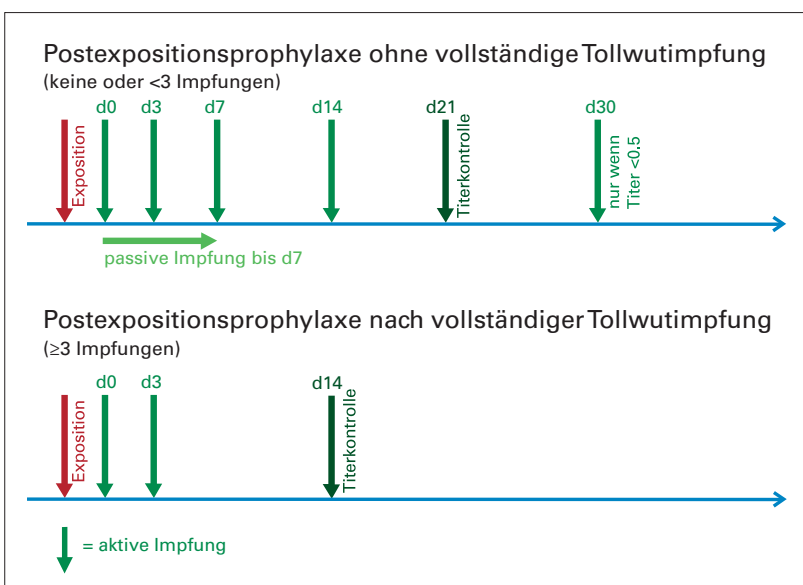 Postexpositionsprophylaxe ohne vollständige Tollwutimpfung
(keine oder <3 Impfungen)
d0 d3 d7 d14 d21 d30
Exposition
Titerkontrolle
nur wenn
Titer <0.5
passive Impfung bis d7
Postexpositionsprophylaxe nach vollständiger Tollwutimpfung
(≥3 Impfungen)
d0 d3 d14
Exposition
Titerkontrolle
= aktive Impfung